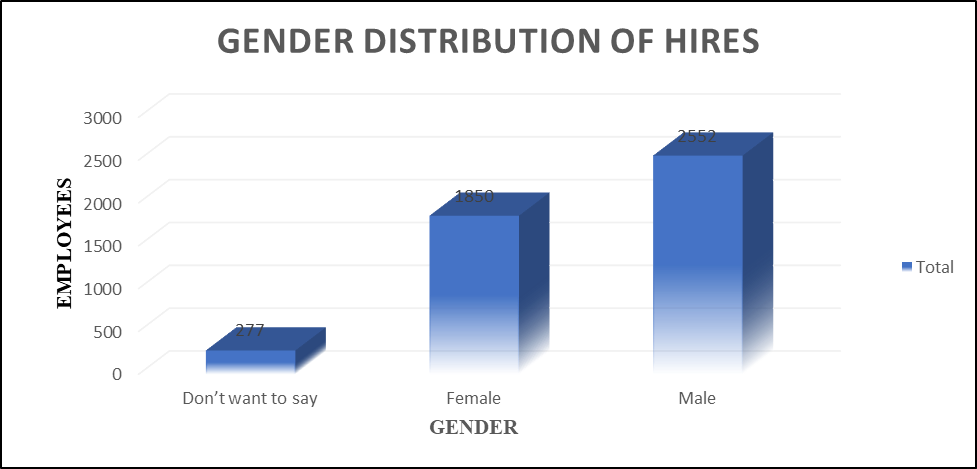 GENDER DISTRIBUTION OF HIRES
EMPLOYEES
3000
2500
2000
1500
1000
500
0
277
1850
2552
Don't want to say
Female
Male
GENDER
Total